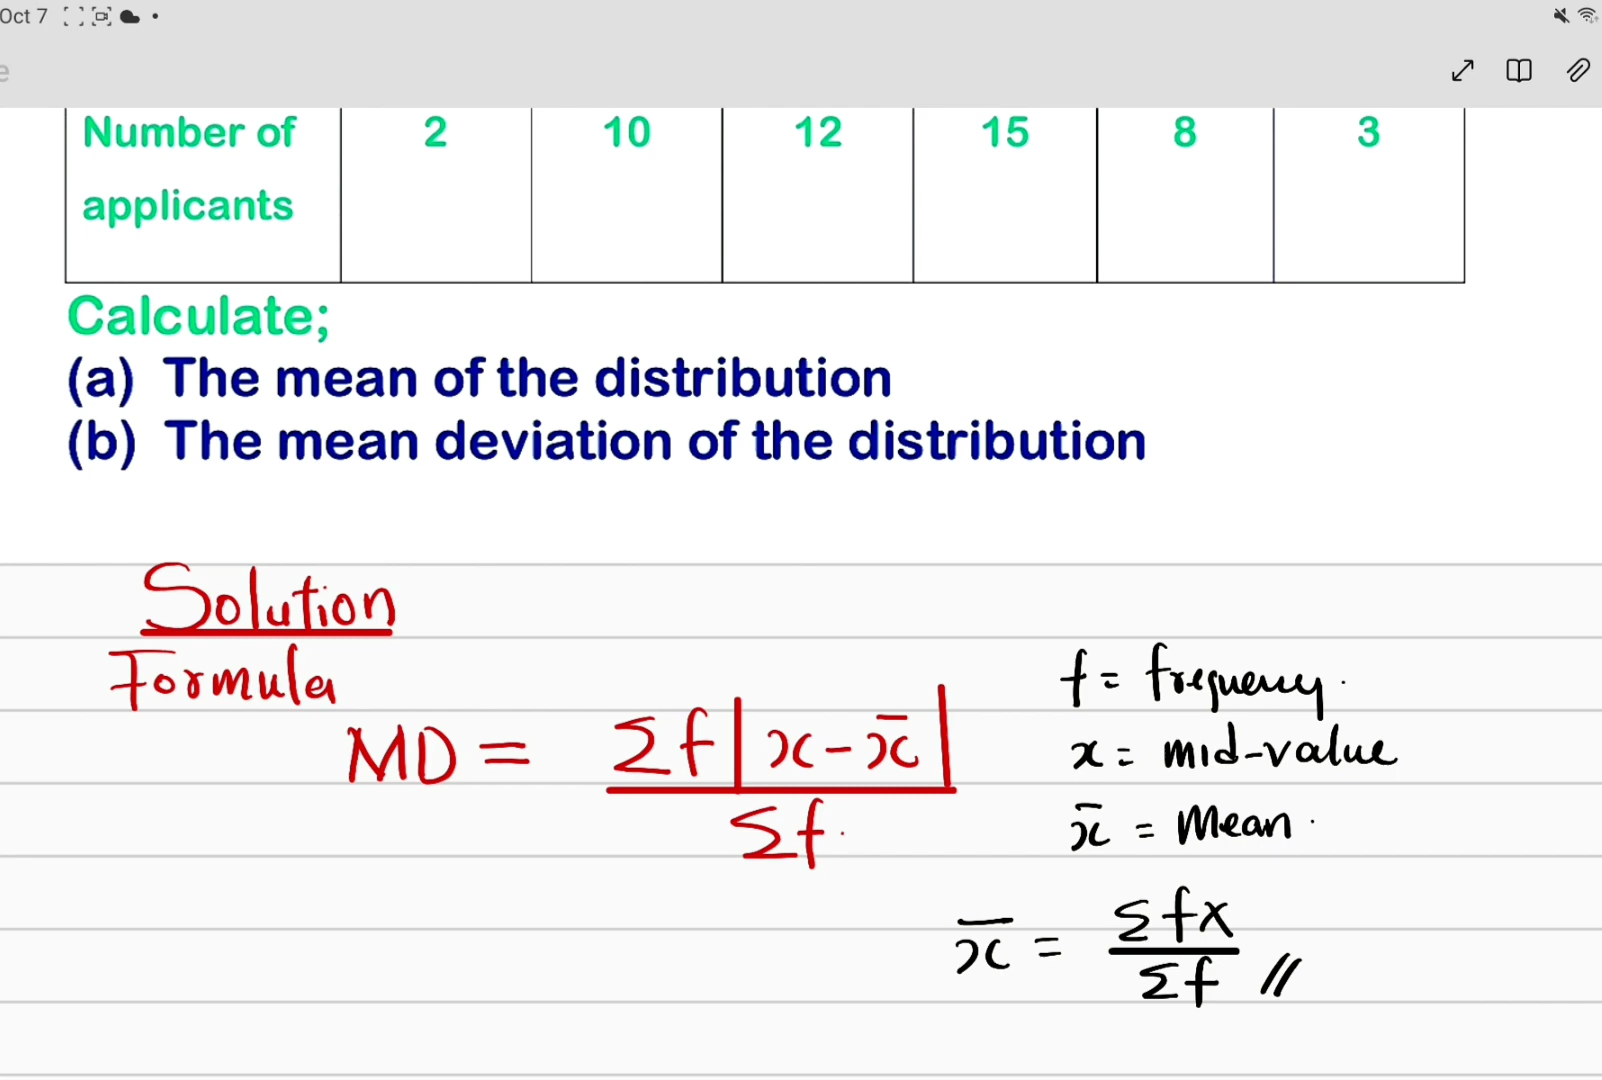 Oct 7
e
Number of applicants 2 10 12 15 8 3
Calculate;
(a) The mean of the distribution
(b) The mean deviation of the distribution
Solution
Formula
MD = Σf|x-x̄| / Σf.
f = frequency.
x = mid-value
x̄ = Mean.
x̄ = Σfx / Σf //